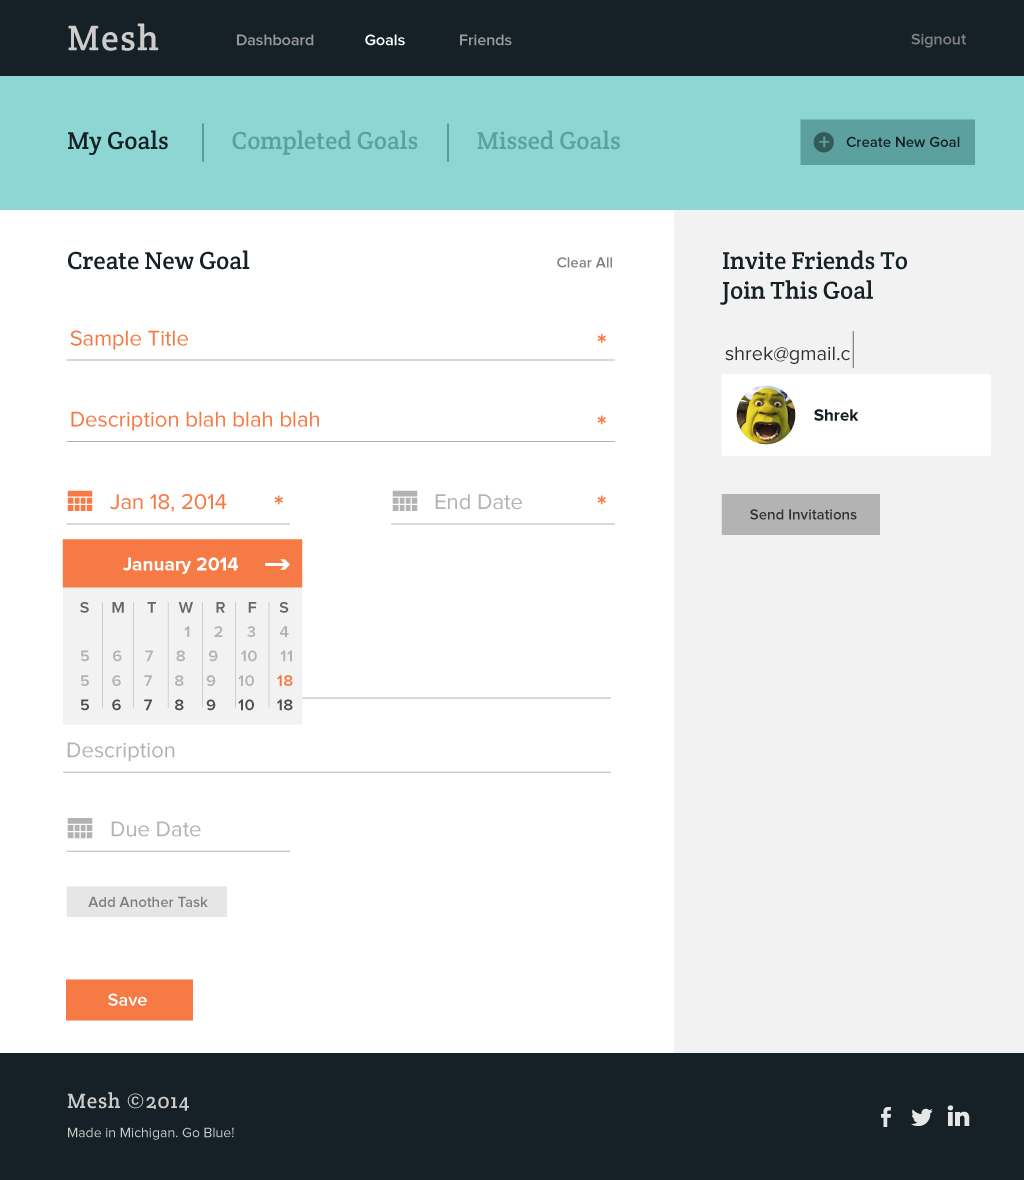 Mesh Dashboard Goals Friends Signout
My Goals Completed Goals Missed Goals Create New Goal
Create New Goal Clear All
Sample Title *
Description blah blah blah *
Jan 18, 2014 * End Date *
January 2014
S M T W R F S
1 2 3 4
5 6 7 8 9 10 11
5 6 7 8 9 10 18
5 6 7 8 9 10 18
Description
Due Date
Add Another Task
Save
Invite Friends To
Join This Goal
shrek@gmail.c
Shrek
Send Invitations
Mesh ©2014
Made in Michigan. Go Blue!
f in